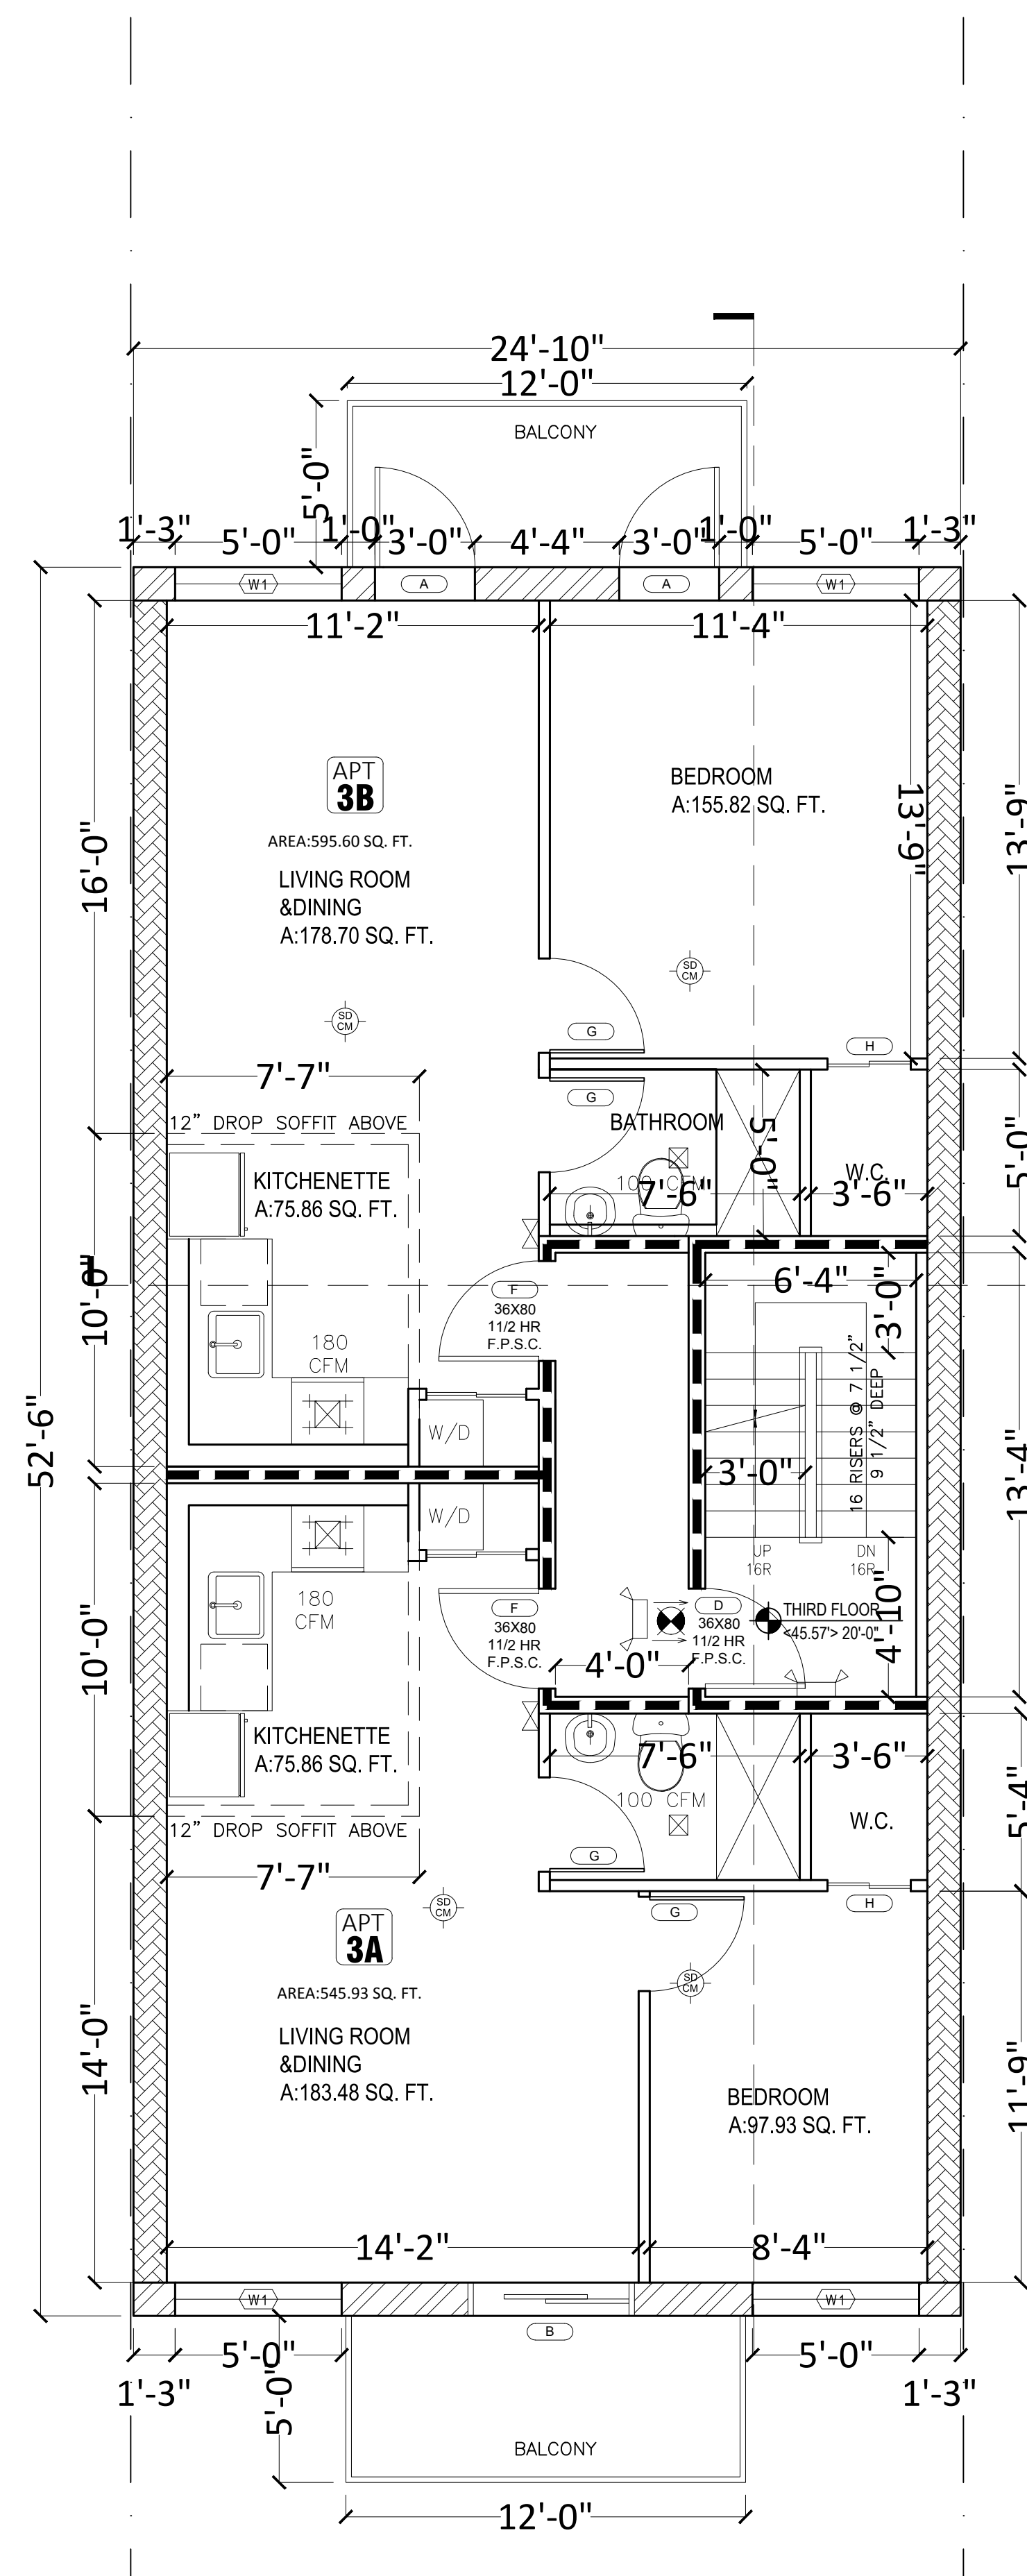 24'-10"
12'-0"
BALCONY
5'-0"
1'-3"
5'-0"
1'-0"
3'-0"
4'-4"
3'-0"
1'-0"
5'-0"
1'-3"
W1
A
A
W1
11'-2"
11'-4"
APT
3B
AREA:595.60 SQ. FT.
LIVING ROOM
&DINING
A:178.70 SQ. FT.
BEDROOM
A:155.82 SQ. FT.
13'-9"
13'-9"
16'-0"
SD
CM
SD
CM
G
H
7'-7"
G
12" DROP SOFFIT ABOVE
BATHROOM
5'-0"
5'-0"
KITCHENETTE
A:75.86 SQ. FT.
100 CFM
7'-6"
W.C.
3'-6"
10'-0"
6'-4"
3'-0"
F
36X80
11/2 HR
F.P.S.C.
180
CFM
16 RISERS @ 7 1/2"
9 1/2" DEEP
W/D
3'-0"
13'-4"
52'-6"
W/D
UP
16R
DN
16R
180
CFM
F
36X80
11/2 HR
F.P.S.C.
D
36X80
11/2 HR
F.P.S.C.
THIRD FLOOR
<45.57'> 20'-0"
4'-10"
4'-0"
10'-0"
KITCHENETTE
A:75.86 SQ. FT.
7'-6"
3'-6"
100 CFM
W.C.
5'-4"
12" DROP SOFFIT ABOVE
G
7'-7"
H
G
SD
CM
APT
3A
SD
CM
AREA:545.93 SQ. FT.
LIVING ROOM
&DINING
A:183.48 SQ. FT.
BEDROOM
A:97.93 SQ. FT.
14'-0"
11'-9"
14'-2"
8'-4"
W1
W1
B
5'-0"
5'-0"
1'-3"
1'-3"
5'-0"
BALCONY
12'-0"